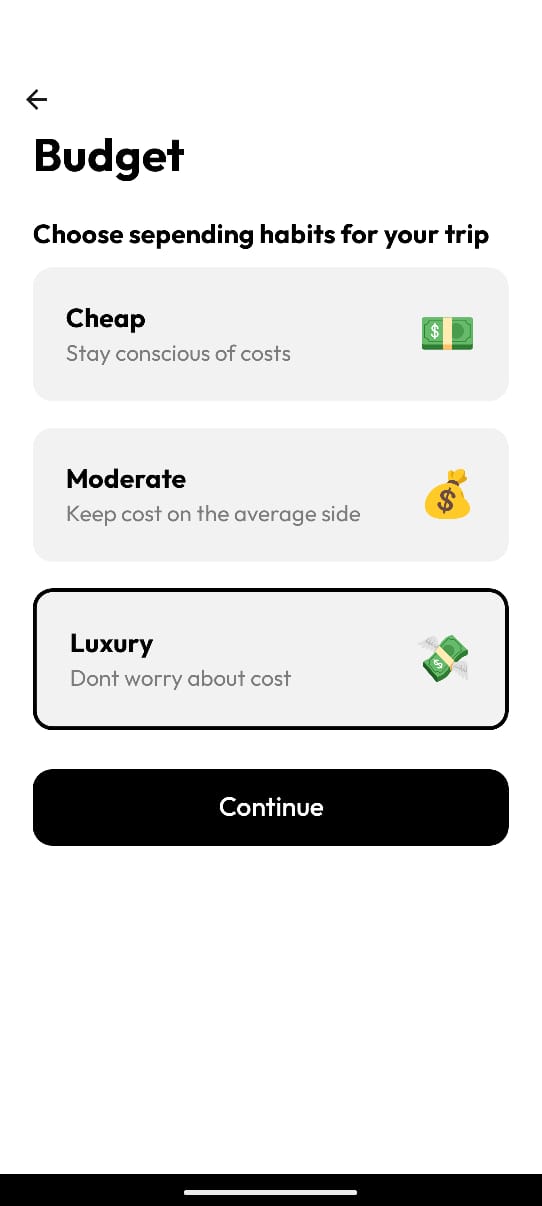 Budget
Choose sepending habits for your trip
Cheap
Stay conscious of costs
Moderate
Keep cost on the average side
Luxury
Dont worry about cost
Continue